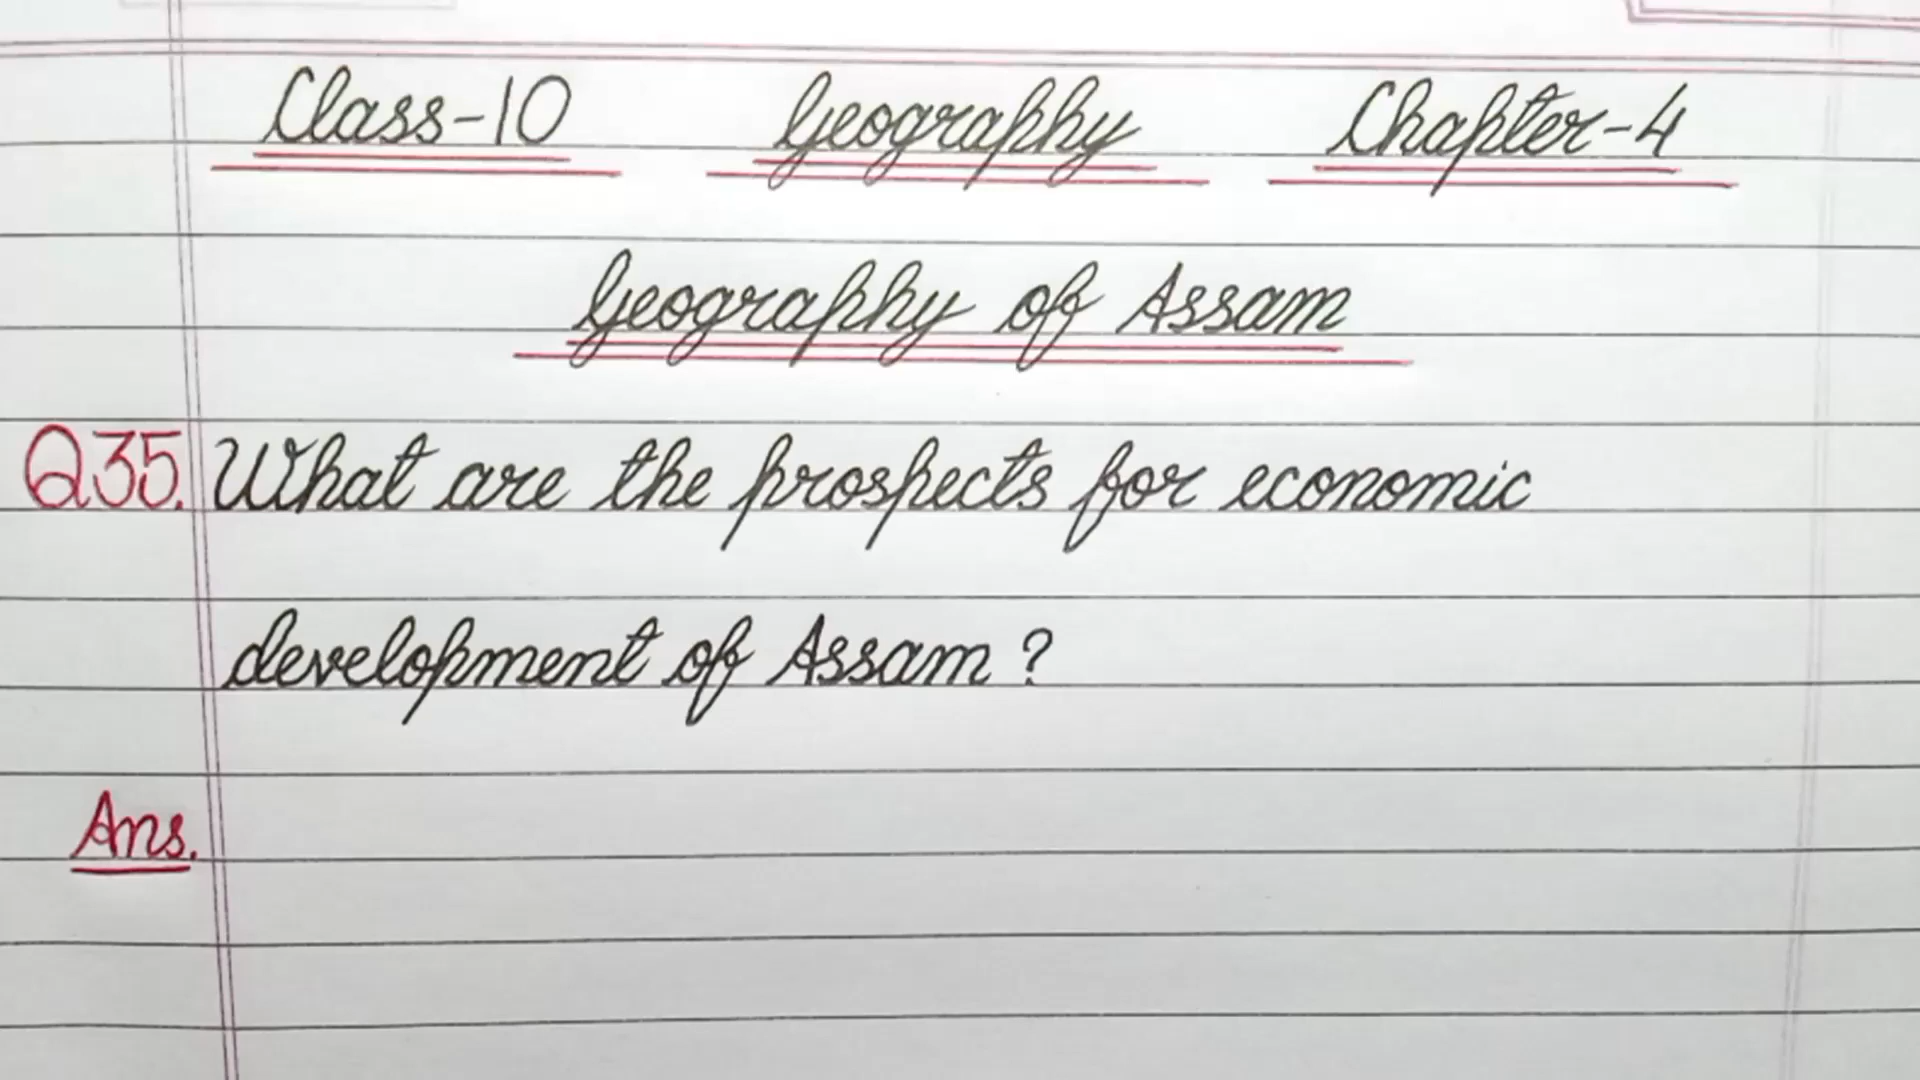 Class-10 Geography Chapter-4
Geography of Assam
Q35. What are the prospects for economic
development of Assam ?
Ans.